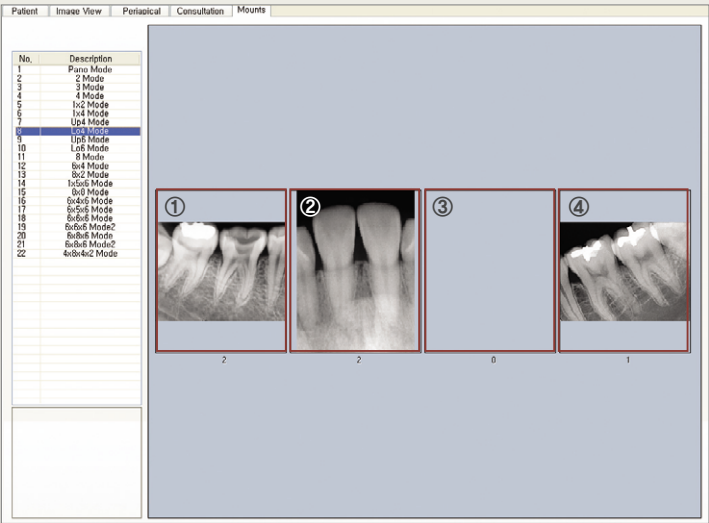 Patient Image View Periapical Consultation Mounts
No. Description
1 Pano Mode
2 2 Mode
3 3 Mode
4 4 Mode
5 1x2 Mode
6 1x4 Mode
7 Up4 Mode
8 Lo4 Mode
9 Up6 Mode
10 Lo6 Mode
11 8 Mode
12 6x4 Mode
13 8x2 Mode
14 1x5x6 Mode
15 8x8 Mode
16 6x4x6 Mode
17 6x5x6 Mode
18 6x6x6 Mode
19 6x6x6 Mode2
20 6x8x6 Mode
21 6x8x6 Mode2
22 4x8x4x2 Mode
① ② ③ ④
2 2 0 1